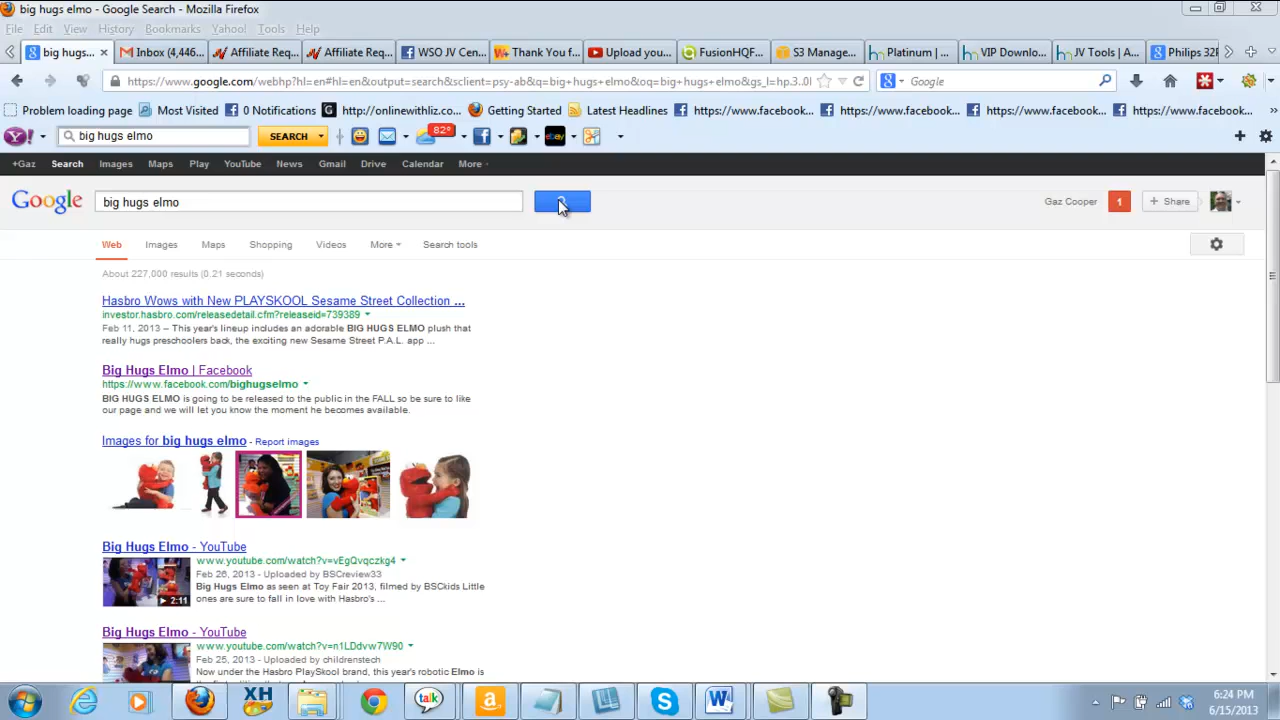 big hugs elmo - Google Search - Mozilla Firefox
File Edit View History Bookmarks Yahoo! Tools Help
big hugs... Inbox (4,446... Affiliate Req... Affiliate Req... WSO JV Cen... Thank You f... Upload you... Fusion HQF... S3 Manage... Platinum | ... VIP Downlo... JV Tools | A... Philips 32F
https://www.google.com/webhp?hl=en#hl=en&output=search&sclient=psy-ab&q=big+hugs+elmo&oq=big+hugs+elmo&gs_l=hp.3.0l Google
Problem loading page Most Visited 0 Notifications http://onlinewithliz.c... Getting Started Latest Headlines https://www.facebook... https://www.facebook... https://www.facebook... https://www.facebook...
Y! big hugs elmo SEARCH 82° ebay
+Gaz Search Images Maps Play YouTube News Gmail Drive Calendar More
Google big hugs elmo Gaz Cooper 1 + Share
Web Images Maps Shopping Videos More Search tools
About 227,000 results (0.21 seconds)
Hasbro Wows with New PLAYSKOOL Sesame Street Collection ...
investor.hasbro.com/releasedetail.cfm?releaseid=739389
Feb 11, 2013 – This year's lineup includes an adorable BIG HUGS ELMO plush that
really hugs preschoolers back, the exciting new Sesame Street P.A.L. app ...
Big Hugs Elmo | Facebook
https://www.facebook.com/bighugselmo
BIG HUGS ELMO is going to be released to the public in the FALL so be sure to like
our page and we will let you know the moment he becomes available.
Images for big hugs elmo - Report images
Big Hugs Elmo - YouTube
www.youtube.com/watch?v=vEgQvqczkg4
Feb 26, 2013 - Uploaded by BSCreview33
Big Hugs Elmo as seen at Toy Fair 2013, filmed by BSCkids Little
ones are sure to fall in love with Hasbro's ...
2:11
Big Hugs Elmo - YouTube
www.youtube.com/watch?v=n1LDdvw7W90
Feb 25, 2013 - Uploaded by childrenstech
Now under the Hasbro PlaySkool brand, this year's robotic Elmo is
XH talk a S W
6:24 PM
6/15/2013